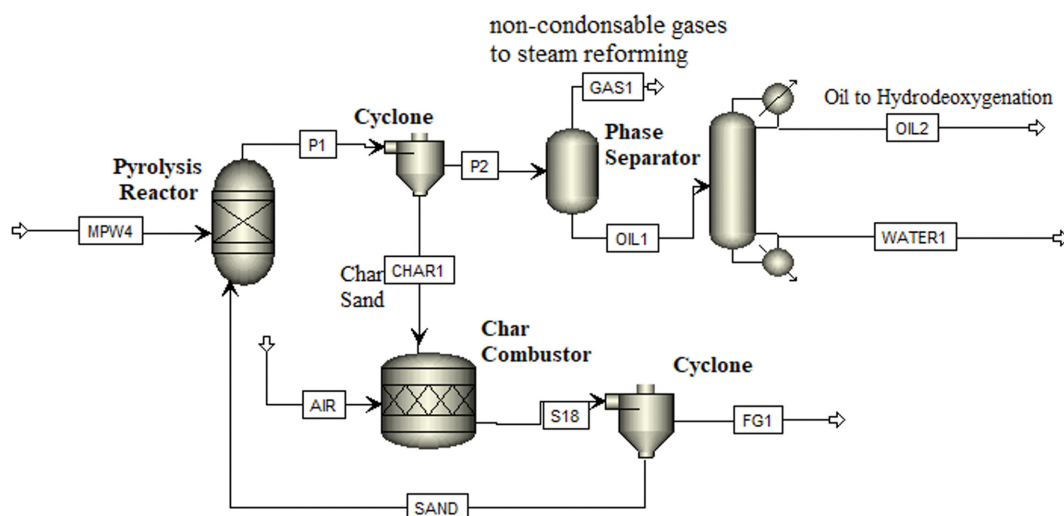 non-condonsable gases
to steam reforming
GAS1
Oil to Hydrodeoxygenation
Cyclone
P1
OIL2
Phase
Separator
Pyrolysis
Reactor
P2
MPW4
OIL1
WATER1
CHAR1
Char
Sand
Char
Combustor
Cyclone
AIR
S18
FG1
SAND